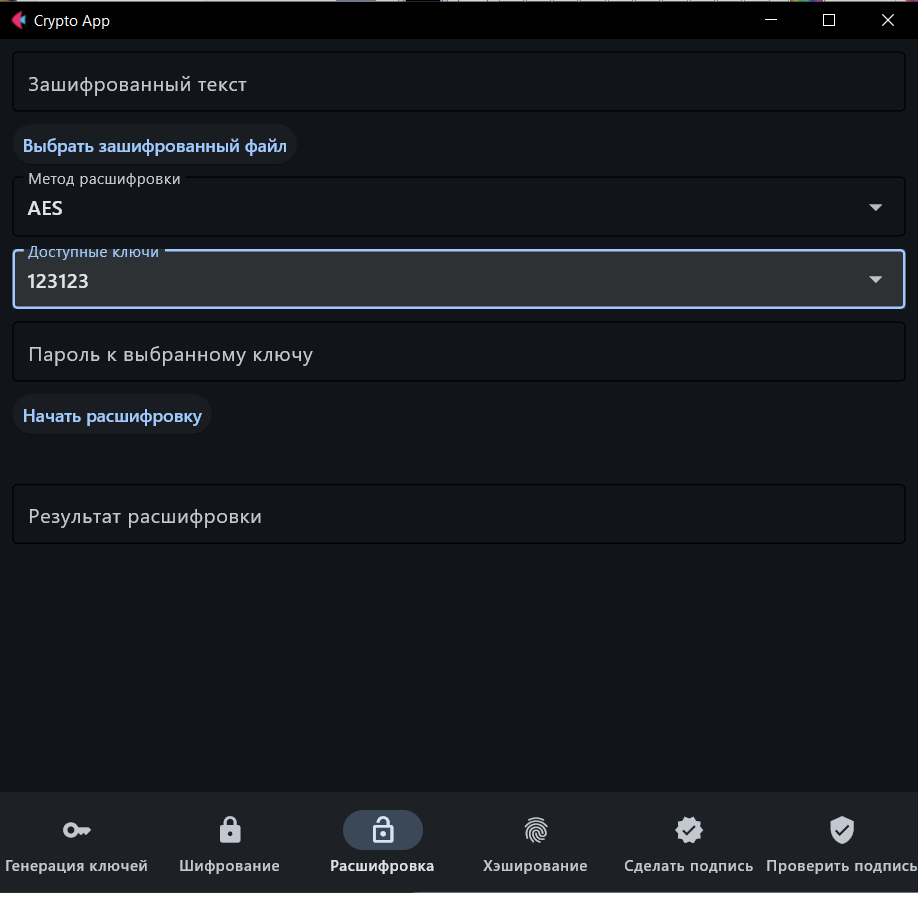 Crypto App
Зашифрованный текст
Выбрать зашифрованный файл
Метод расшифровки
AES
Доступные ключи
123123
Пароль к выбранному ключу
Начать расшифровку
Результат расшифровки
Генерация ключей Шифрование Расшифровка Хэширование Сделать подпись Проверить подпись